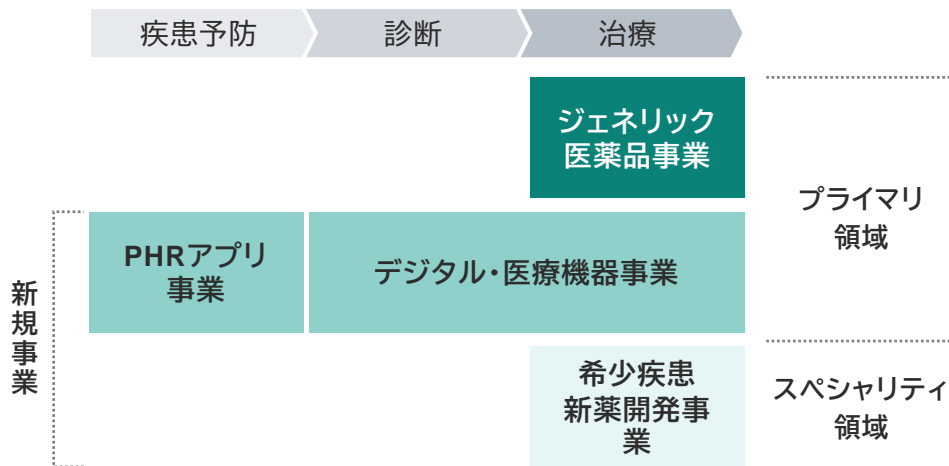 疾患予防
診断
治療
ジェネリック
医薬品事業
プライマリ
領域
新規事業
PHRアプリ
事業
デジタル・医療機器事業
希少疾患
新薬開発事
業
スペシャリティ
領域